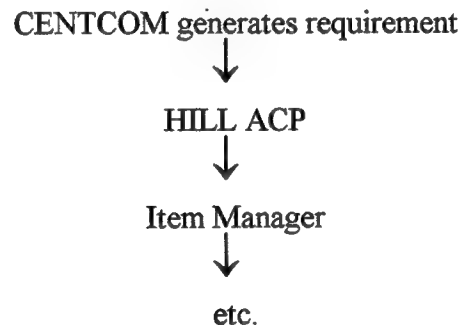 CENTCOM generates requirement
HILL ACP
Item Manager
etc.